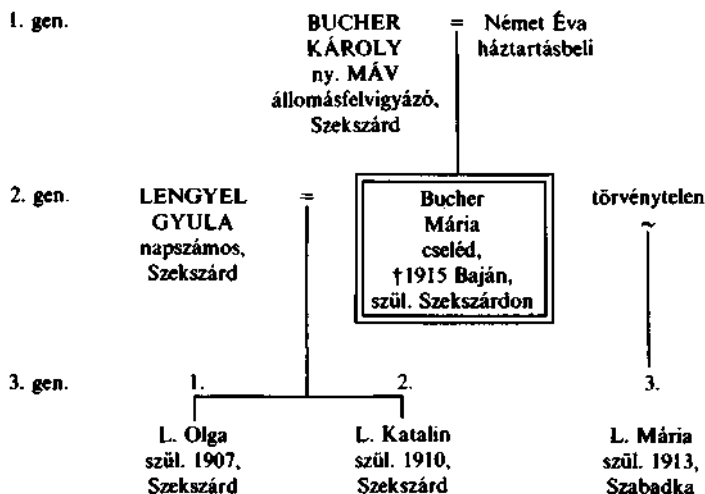 1. gen.
BUCHER = Német Éva
KÁROLY háztartásbeli
ny. MÁV
állomásfelvigyázó,
Szekszárd
2. gen.
LENGYEL =
GYULA
napszámos,
Szekszárd
Bucher
Mária
cseléd,
†1915 Baján,
szül. Szekszárdon
törvénytelen
~
3. gen.
1.
L. Olga
szül. 1907,
Szekszárd
2.
L. Katalin
szül. 1910,
Szekszárd
3.
L. Mária
szül. 1913,
Szabadka